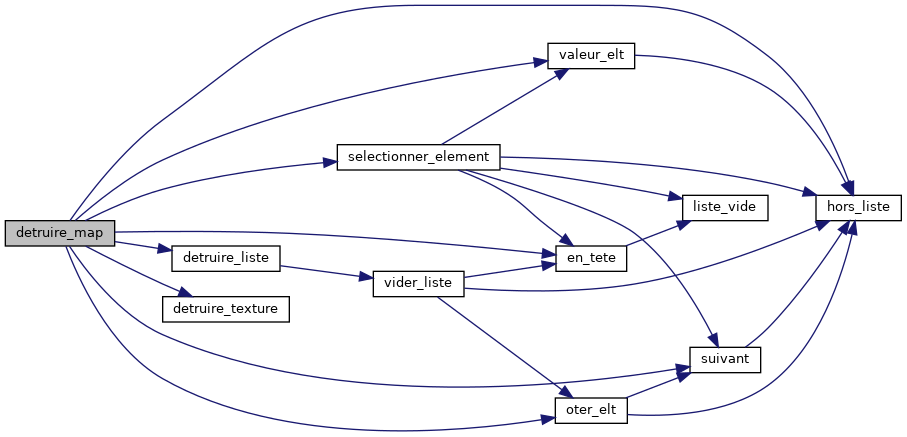 valeur_elt
selectionner_element
liste_vide
hors_liste
detruire_map
detruire_liste
en_tete
vider_liste
detruire_texture
suivant
oter_elt